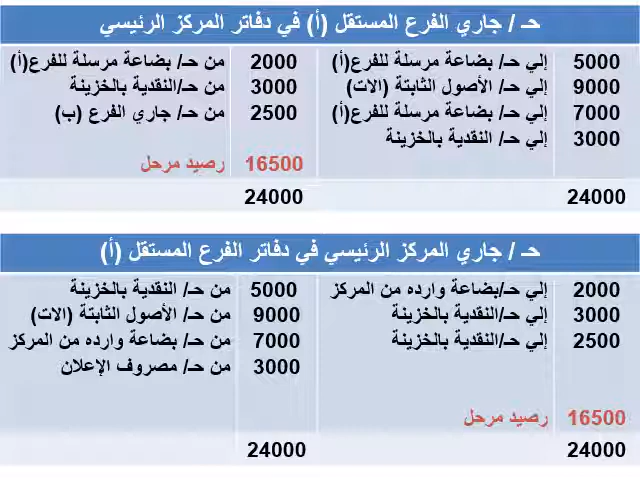 حـ / جاري الفرع المستقل (أ) في دفاتر المركز الرئيسي
5000 إلي حـ/ بضاعة مرسلة للفرع(أ) 2000 من حـ/ بضاعة مرسلة للفرع(أ)
9000 إلي حـ/ الأصول الثابتة (الات) 3000 من حـ/النقدية بالخزينة
7000 إلي حـ/ بضاعة مرسلة للفرع(أ) 2500 من حـ/ جاري الفرع (ب)
3000 إلي حـ/ النقدية بالخزينة
16500 رصيد مرحل
24000 24000
حـ / جاري المركز الرئيسي في دفاتر الفرع المستقل (أ)
2000 إلي حـ/بضاعة وارده من المركز 5000 من حـ/ النقدية بالخزينة
3000 إلي حـ/النقدية بالخزينة 9000 من حـ/ الأصول الثابتة (الات)
2500 إلي حـ/النقدية بالخزينة 7000 من حـ/ بضاعة وارده من المركز
3000 من حـ/ مصروف الإعلان
16500 رصيد مرحل
24000 24000